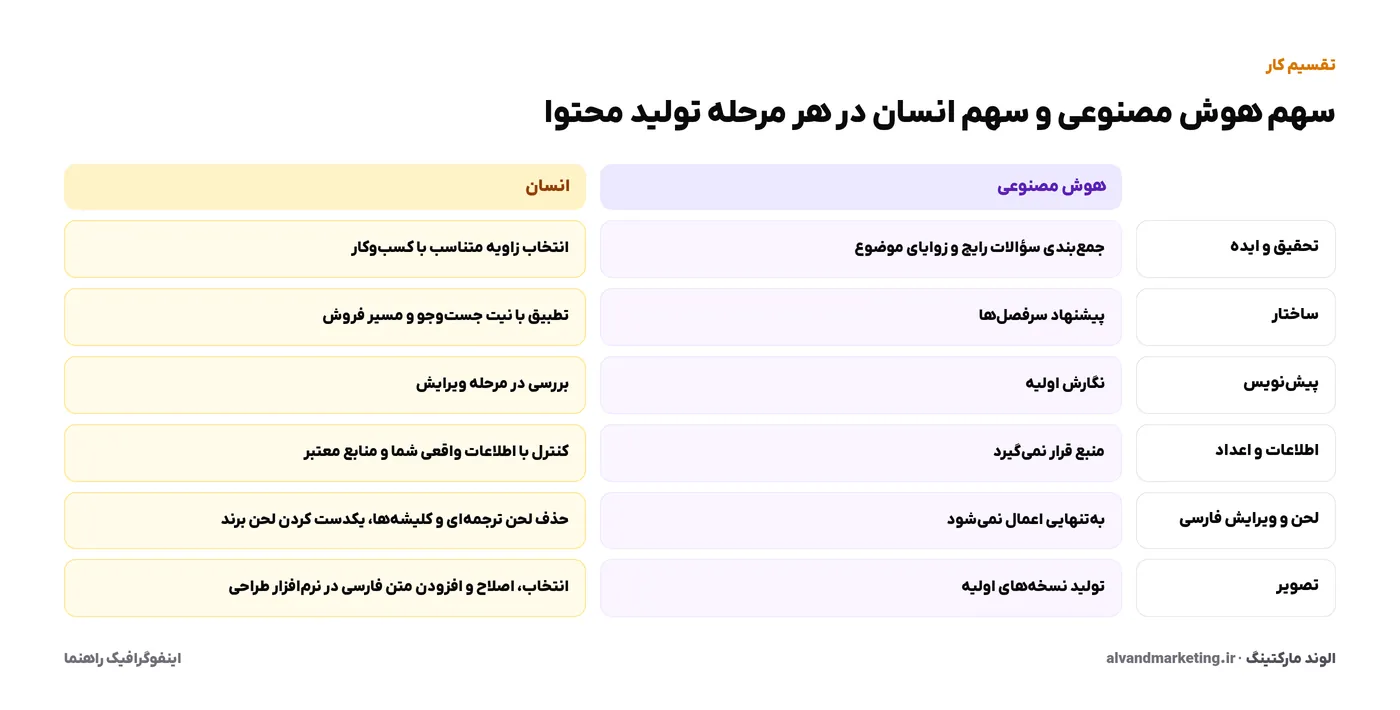 تقسیم کار
سهم هوش مصنوعی و سهم انسان در هر مرحله تولید محتوا
هوش مصنوعی
انسان
تحقیق و ایده
جمع‌بندی سؤالات رایج و زوایای موضوع
انتخاب زاویه متناسب با کسب‌وکار
ساختار
پیشنهاد سرفصل‌ها
تطبیق با نیت جست‌وجو و مسیر فروش
پیش‌نویس
نگارش اولیه
بررسی در مرحله ویرایش
اطلاعات و اعداد
منبع قرار نمی‌گیرد
کنترل با اطلاعات واقعی شما و منابع معتبر
لحن و ویرایش فارسی
به‌تنهایی اعمال نمی‌شود
حذف لحن ترجمه‌ای و کلیشه‌ها، یکدست کردن لحن برند
تصویر
تولید نسخه‌های اولیه
انتخاب، اصلاح و افزودن متن فارسی در نرم‌افزار طراحی
الوند مارکتینگ · alvandmarketing.ir
اینفوگرافیک راهنما